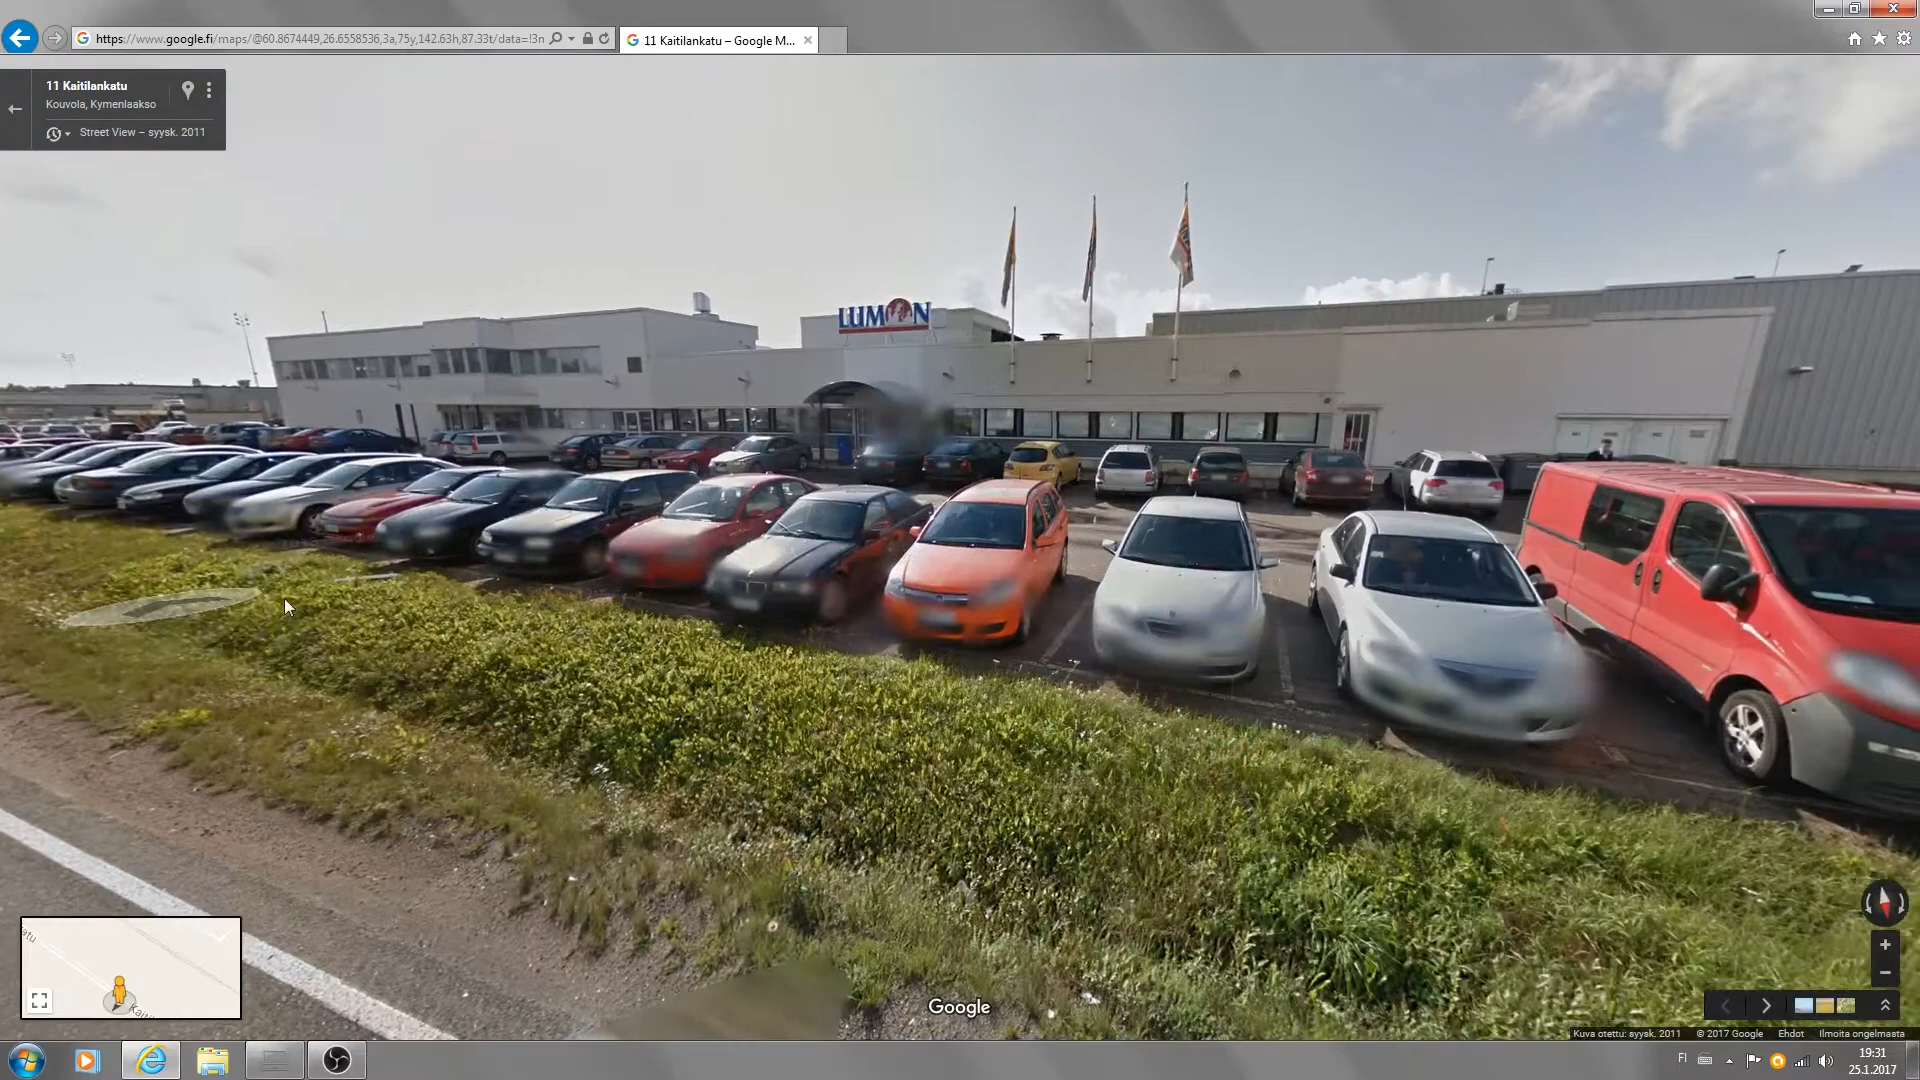 https://www.google.fi/maps/@60.8674449,26.6558536,3a,75y,142.63h,87.33t/data=!3n
11 Kaitilankatu – Google M...
11 Kaitilankatu
Kouvola, Kymenlaakso
Street View – syysk. 2011
LUMON
Google
Kuva otettu: syysk. 2011 © 2017 Google Ehdot Ilmoita ongelmasta
FI
19:31
25.1.2017